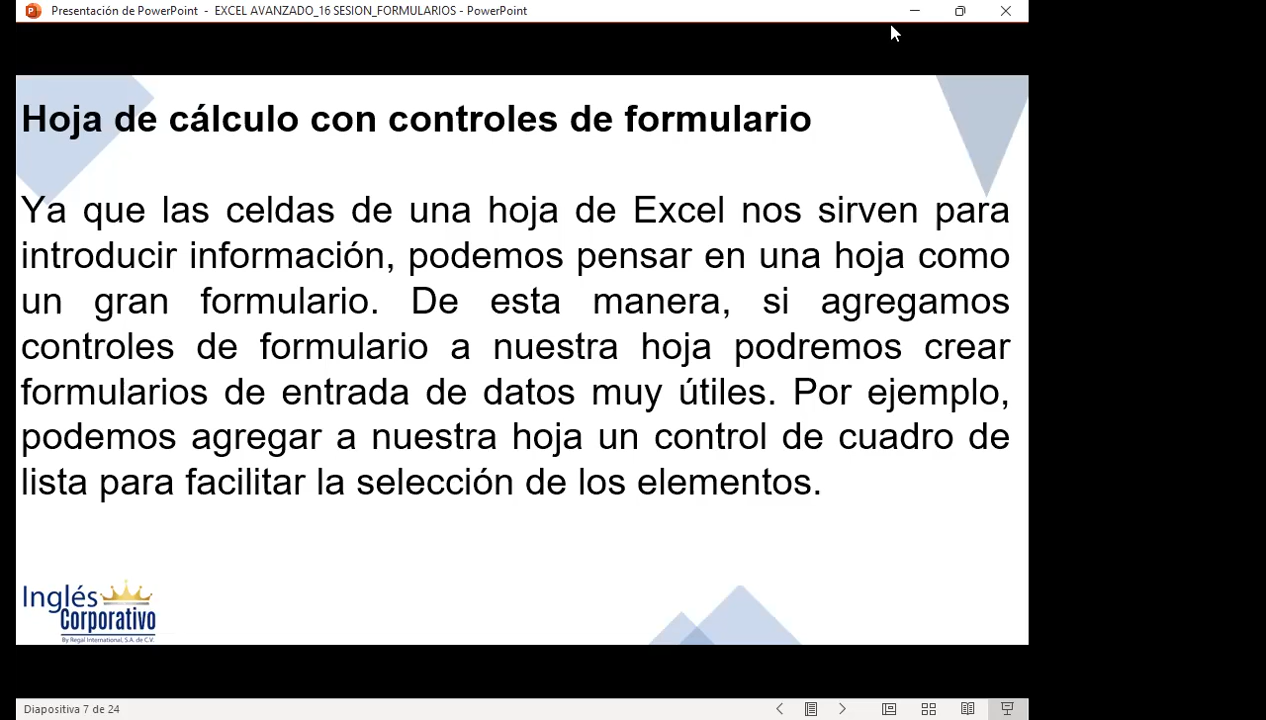 Presentación de PowerPoint - EXCEL AVANZADO_16 SESION_FORMULARIOS - PowerPoint
Hoja de cálculo con controles de formulario
Ya que las celdas de una hoja de Excel nos sirven para
introducir información, podemos pensar en una hoja como
un gran formulario. De esta manera, si agregamos
controles de formulario a nuestra hoja podremos crear
formularios de entrada de datos muy útiles. Por ejemplo,
podemos agregar a nuestra hoja un control de cuadro de
lista para facilitar la selección de los elementos.
Inglés
Corporativo
By Regal International, S.A. de C.V.
Diapositiva 7 de 24